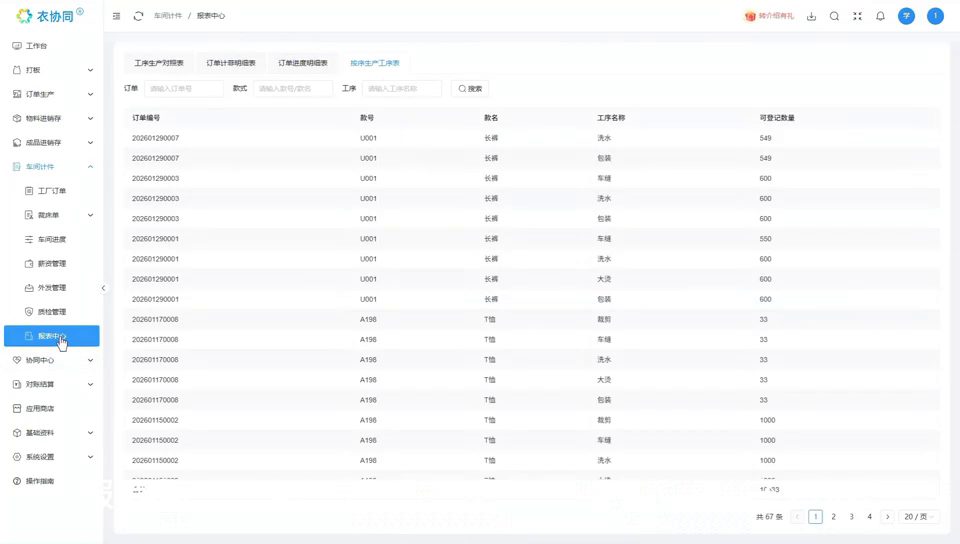 衣协同®
车间计件 / 报表中心
转介绍有礼
学
1
工作台
打板
订单生产
物料进销存
成品进销存
车间计件
工厂订单
裁床单
车间进度
薪资管理
外发管理
质检管理
报表中心
协同中心
对账结算
应用商店
基础资料
系统设置
操作指南
工序生产对照表 订单计菲明细表 订单进度明细表 按序生产工序表
订单 请输入订单号 款式 请输入款号/款名 工序 请输入工序名称 搜索
订单编号 款号 款名 工序名称 可登记数量
202601290007 U001 长裤 洗水 549
202601290007 U001 长裤 包装 549
202601290003 U001 长裤 车缝 600
202601290003 U001 长裤 洗水 600
202601290003 U001 长裤 包装 600
202601290001 U001 长裤 车缝 550
202601290001 U001 长裤 洗水 600
202601290001 U001 长裤 大烫 600
202601290001 U001 长裤 包装 600
202601170008 A198 T恤 裁剪 33
202601170008 A198 T恤 车缝 33
202601170008 A198 T恤 洗水 33
202601170008 A198 T恤 大烫 33
202601170008 A198 T恤 包装 33
202601150002 A198 T恤 裁剪 1000
202601150002 A198 T恤 车缝 1000
202601150002 A198 T恤 洗水 1000
共 67 条 1 2 3 4 20 / 页